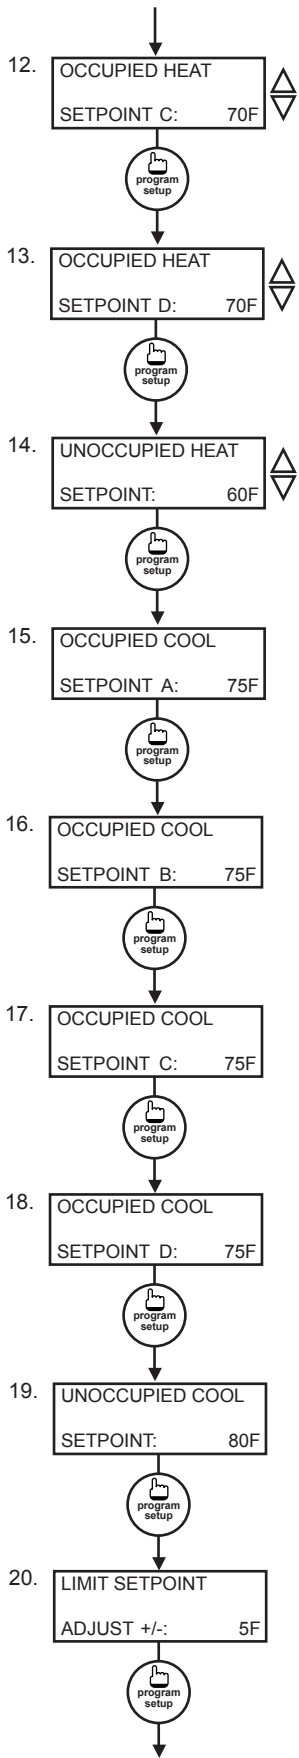 12.
OCCUPIED HEAT
SETPOINT C: 70F
program
setup
13.
OCCUPIED HEAT
SETPOINT D: 70F
program
setup
14.
UNOCCUPIED HEAT
SETPOINT: 60F
program
setup
15.
OCCUPIED COOL
SETPOINT A: 75F
program
setup
16.
OCCUPIED COOL
SETPOINT B: 75F
program
setup
17.
OCCUPIED COOL
SETPOINT C: 75F
program
setup
18.
OCCUPIED COOL
SETPOINT D: 75F
program
setup
19.
UNOCCUPIED COOL
SETPOINT: 80F
program
setup
20.
LIMIT SETPOINT
ADJUST +/-: 5F
program
setup